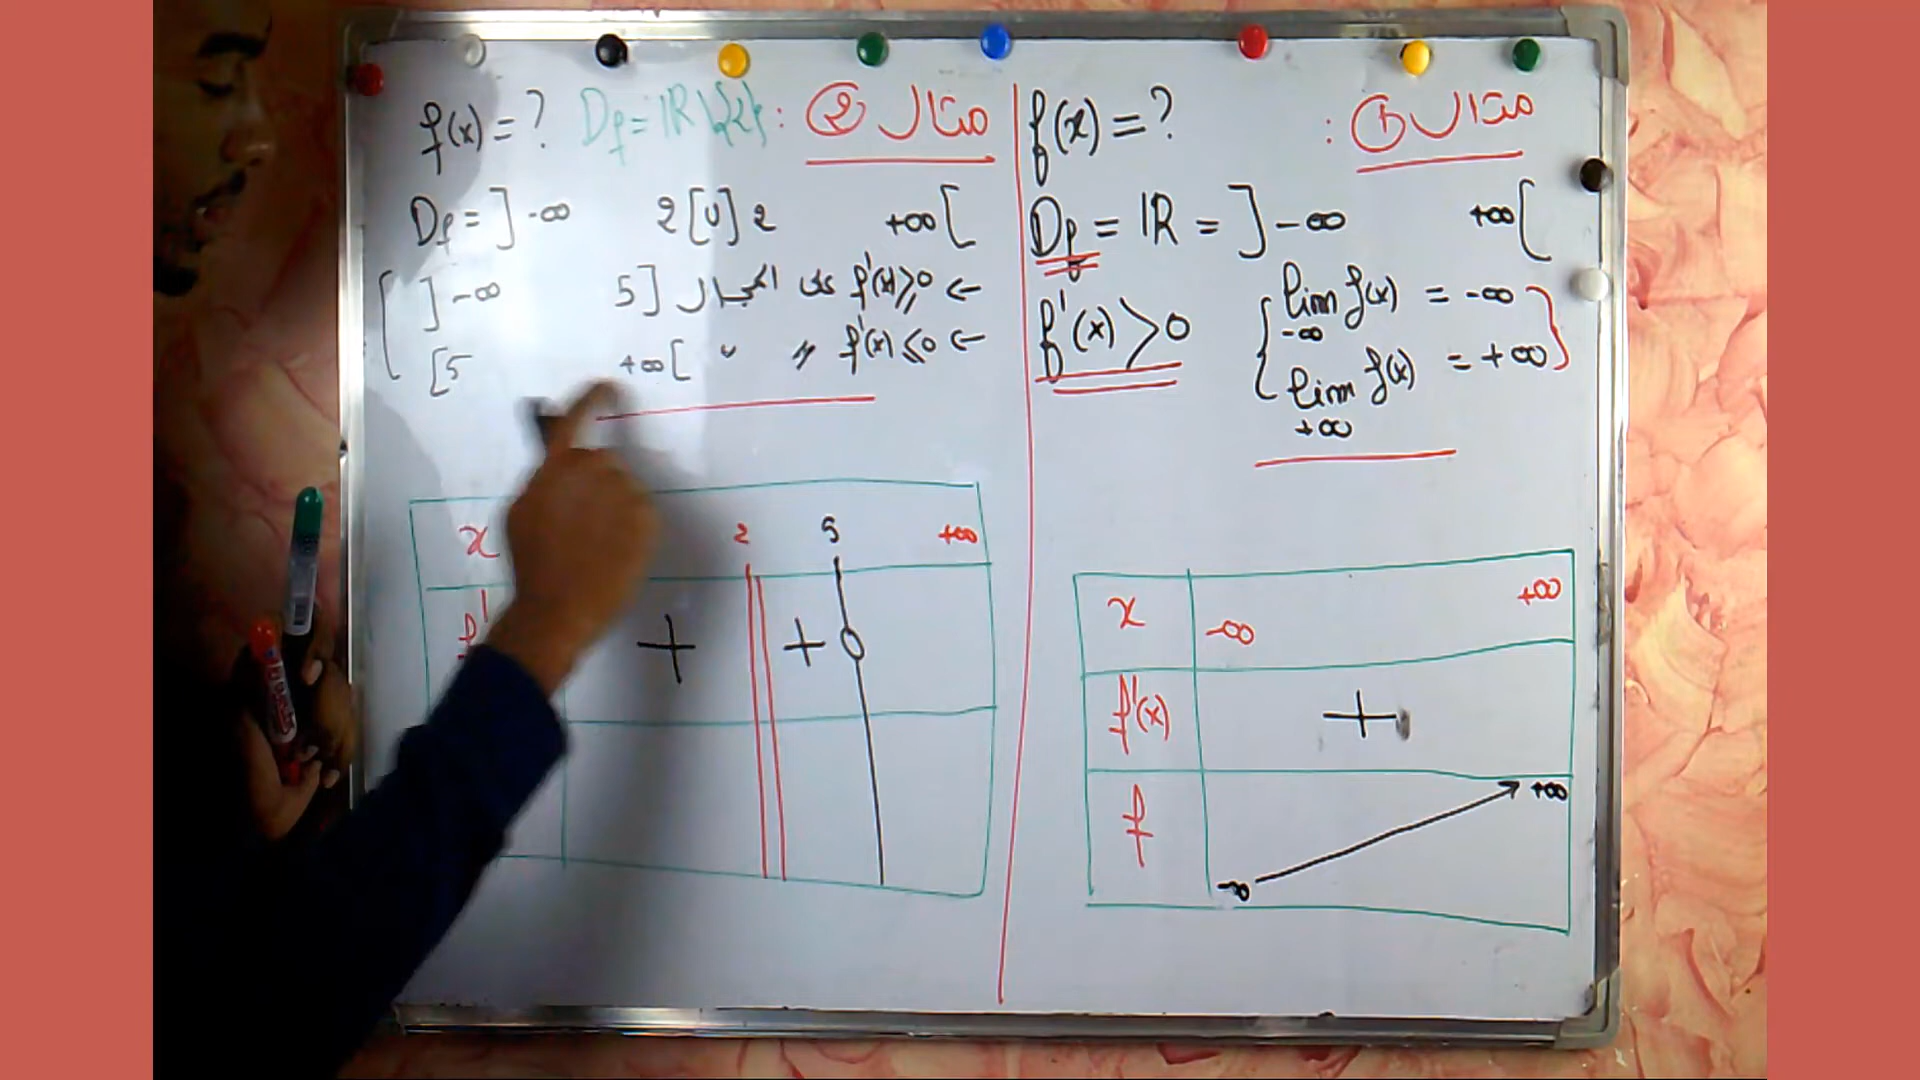 مثال ① :
f(x) = ?
Df = IR = ]-∞ +∞[
f'(x) > 0
lim f(x) = -∞
-∞
lim f(x) = +∞
+∞
x -∞ +∞
f'(x) +
f -∞ +∞
مثال ② :
Df = IR \ {2}
f(x) = ?
Df = ]-∞ 2[ U ]2 +∞[
← f'(x) ≥ 0 على المجال ]-∞ 5]
← f'(x) ≤ 0 〃 〃 [5 +∞[
x 2 5 +∞
f' + + 0